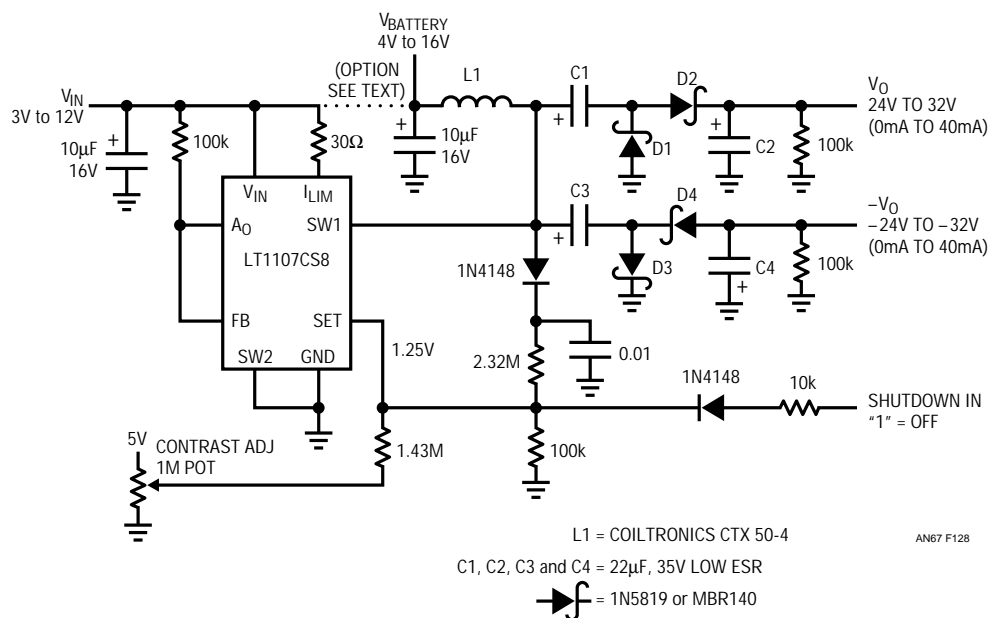 VBATTERY
4V to 16V
(OPTION
SEE TEXT)
L1
C1
D2
VO
24V TO 32V
(0mA TO 40mA)
VIN
3V to 12V
+
10µF
16V
100k
30Ω
+
10µF
16V
+
D1
+
C2
100k
VIN
ILIM
AO
SW1
LT1107CS8
FB
SET
SW2
GND
C3
+
D4
–VO
–24V TO –32V
(0mA TO 40mA)
D3
C4
+
100k
1N4148
1.25V
2.32M
0.01
1N4148
10k
SHUTDOWN IN
“1” = OFF
5V
CONTRAST ADJ
1M POT
1.43M
100k
L1 = COILTRONICS CTX 50-4
AN67 F128
C1, C2, C3 and C4 = 22µF, 35V LOW ESR
= 1N5819 or MBR140